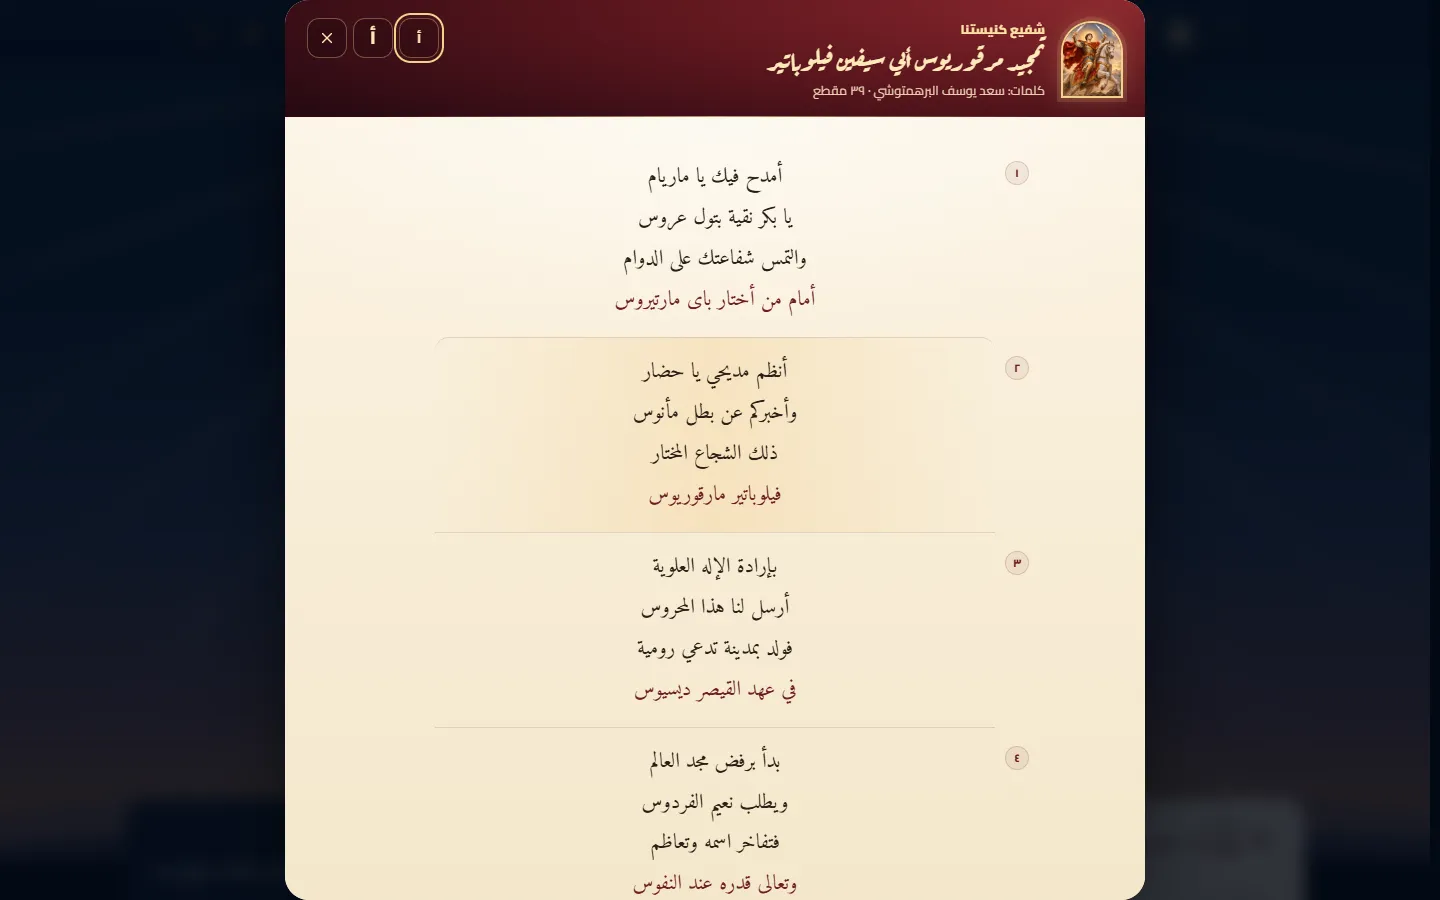 شفيع كنيستنا
تمجيد مرقوريوس أبي سيفين فيلوباتير
كلمات: سعد يوسف البرهمتوشي · ٣٩ مقطع
أ
أ
×
١
أمدح فيك يا ماريام
يا بكر نقية بتول عروس
والتمس شفاعتك على الدوام
أمام من أختار باى مارتيروس
٢
أنظم مديحي يا حضار
وأخبركم عن بطل مأنوس
ذلك الشجاع المختار
فيلوباتير مارقوريوس
٣
بإرادة الإله العلوية
أرسل لنا هذا المحروس
فولد بمدينة تدعي رومية
في عهد القيصر ديسيوس
٤
بدأ برفض مجد العالم
ويطلب نعيم الفردوس
فتفاخر اسمه وتعاظم
وتعالى قدره عند النفوس